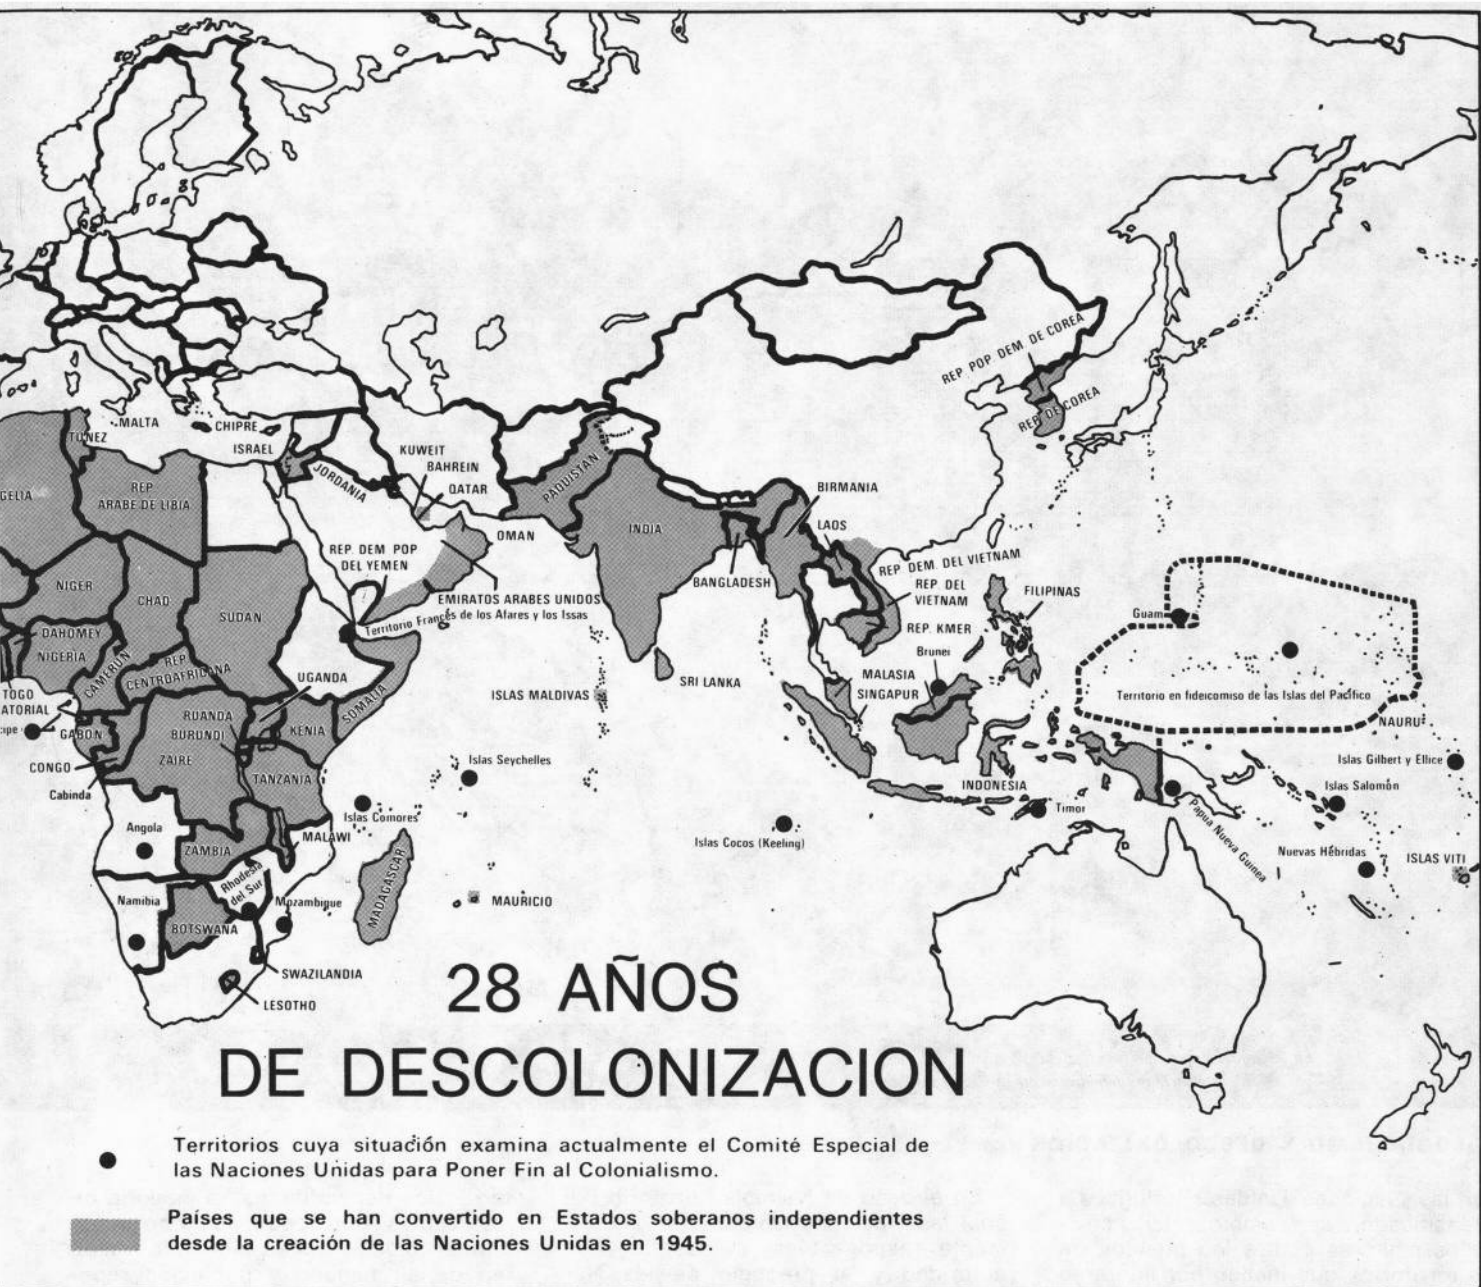 REP. POP. DEM. DE COREA
REP. DE COREA
MALTA
CHIPRE
TUNEZ
ISRAEL
JORDANIA
KUWEIT
BAHREIN
QATAR
PAQUISTAN
GELIA
REP.
ARABE DE LIBIA
OMAN
INDIA
BIRMANIA
LAOS
REP. DEM. POP
DEL YEMEN
BANGLADESH
REP. DEM. DEL VIETNAM
REP. DEL
VIETNAM
FILIPINAS
NIGER
CHAD
SUDAN
EMIRATOS ARABES UNIDOS
Territorio Francés de los Afares y los Issas
REP. KMER
Guam
DAHOMEY
NIGERIA
CAMERUN
REP.
CENTROAFRICANA
UGANDA
SOMALIA
Brunei
MALASIA
SINGAPUR
SRI LANKA
ISLAS MALDIVAS
Territorio en fideicomiso de las Islas del Pacífico
NAURU
TOGO
ATORIAL
cipe
GABON
RUANDA
BURUNDI
KENIA
CONGO
ZAIRE
TANZANIA
Cabinda
Islas Seychelles
Islas Gilbert y Ellice
INDONESIA
Islas Salomón
Timor
Islas Comores
Angola
MALAWI
ZAMBIA
Islas Cocos (Keeling)
Papua Nueva Guinea
Nuevas Hébridas
ISLAS VITI
Rhodesia
del Sur
MADAGASCAR
Namibia
Mozambique
MAURICIO
BOTSWANA
SWAZILANDIA
LESOTHO
28 AÑOS
DE DESCOLONIZACION
Territorios cuya situación examina actualmente el Comité Especial de
las Naciones Unidas para Poner Fin al Colonialismo.
Países que se han convertido en Estados soberanos independientes
desde la creación de las Naciones Unidas en 1945.